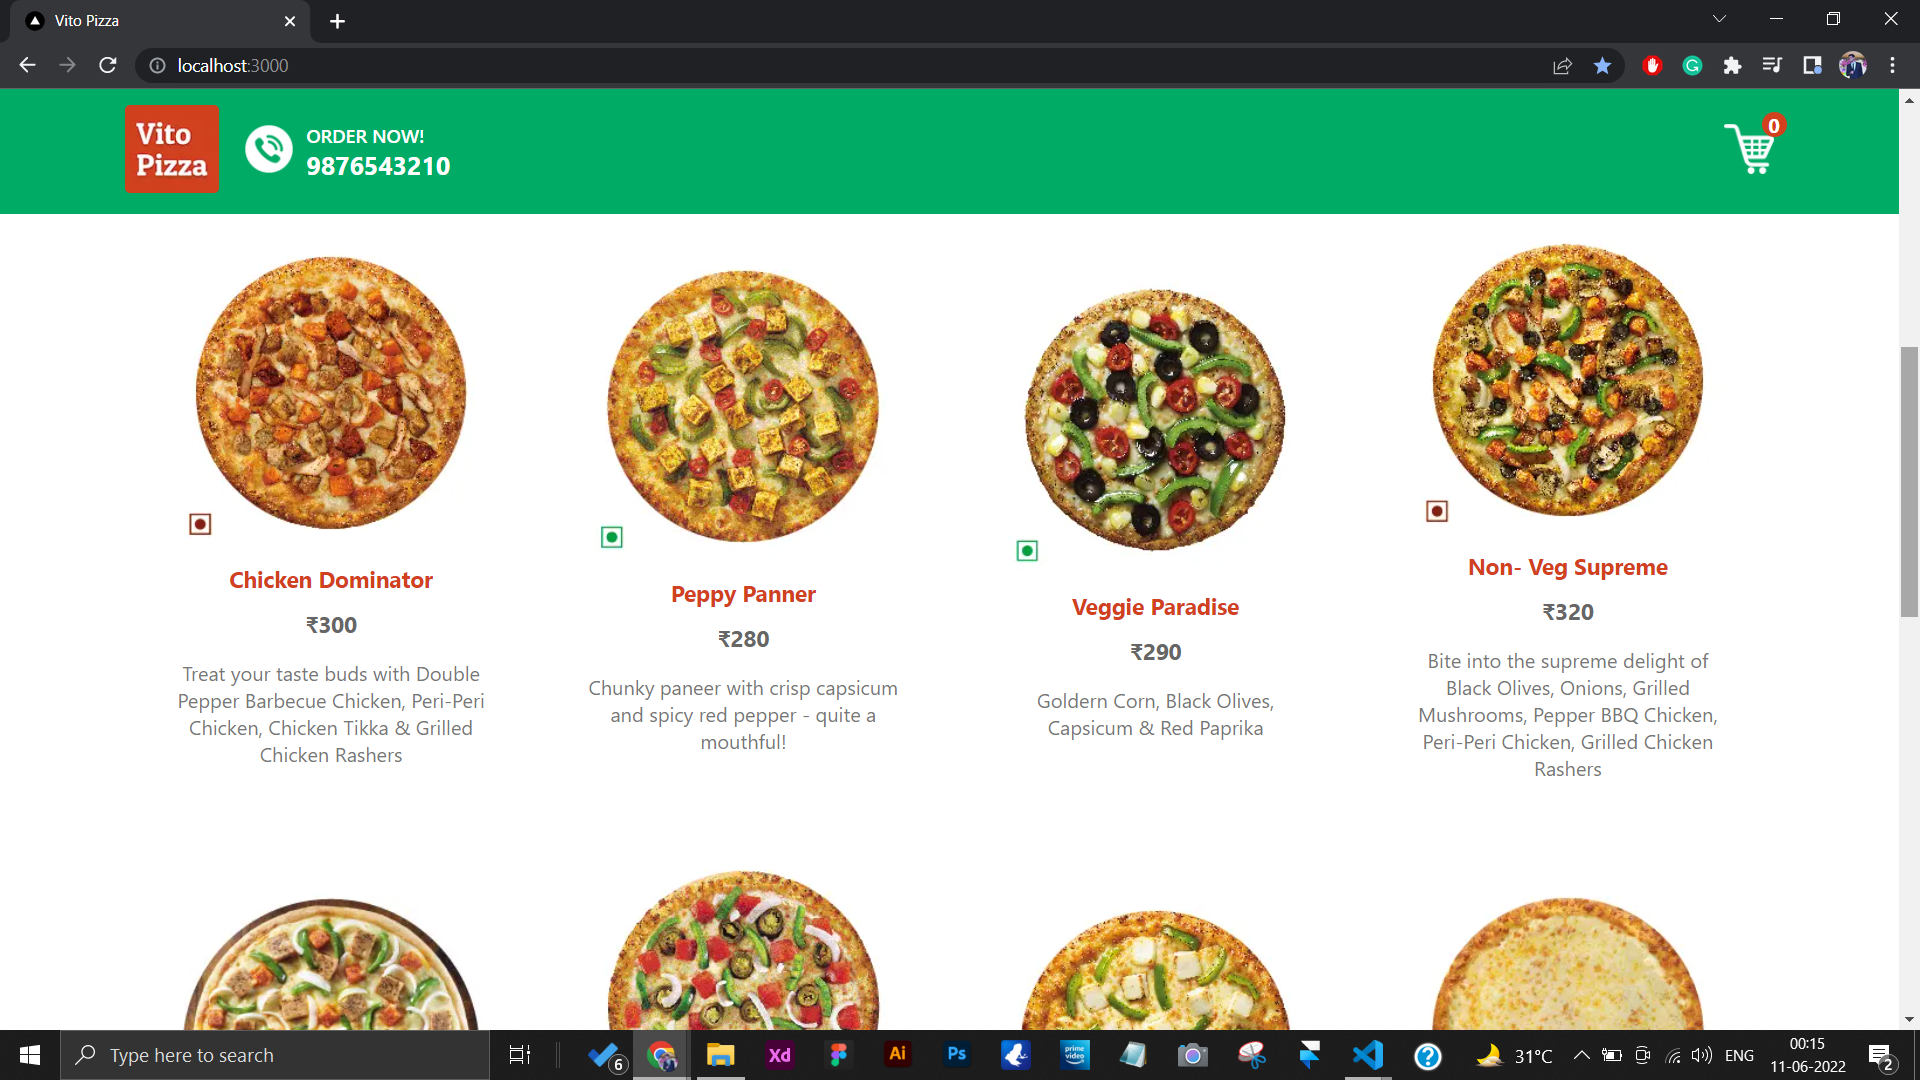 Vito Pizza
localhost:3000
Vito
Pizza
ORDER NOW!
9876543210
0
Chicken Dominator
₹300
Treat your taste buds with Double
Pepper Barbecue Chicken, Peri-Peri
Chicken, Chicken Tikka & Grilled
Chicken Rashers
Peppy Panner
₹280
Chunky paneer with crisp capsicum
and spicy red pepper - quite a
mouthful!
Veggie Paradise
₹290
Goldern Corn, Black Olives,
Capsicum & Red Paprika
Non- Veg Supreme
₹320
Bite into the supreme delight of
Black Olives, Onions, Grilled
Mushrooms, Pepper BBQ Chicken,
Peri-Peri Chicken, Grilled Chicken
Rashers
Type here to search
6
Xd
Ai
Ps
prime
video
31°C
ENG
00:15
11-06-2022
2